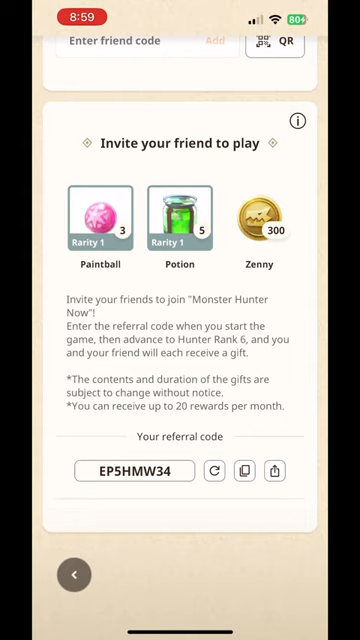 8:59
80
Enter friend code Add QR
Invite your friend to play
3 5 300
Rarity 1 Rarity 1
Paintball Potion Zenny
Invite your friends to join "Monster Hunter
Now"!
Enter the referral code when you start the
game, then advance to Hunter Rank 6, and you
and your friend will each receive a gift.
*The contents and duration of the gifts are
subject to change without notice.
*You can receive up to 20 rewards per month.
Your referral code
EP5HMW34